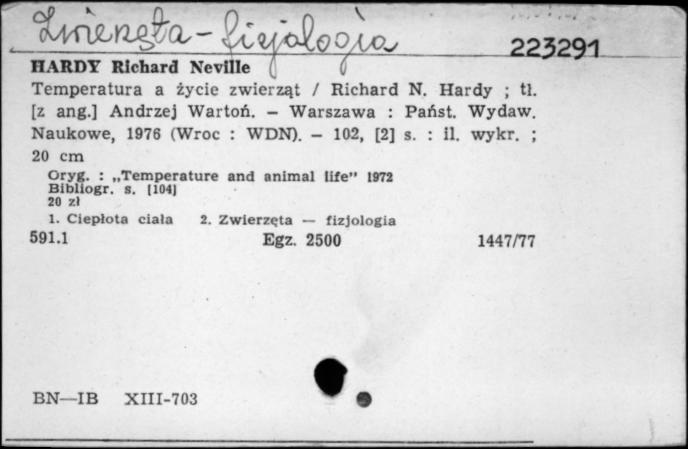 Zwierzęta - fizjologia
223291
HARDY Richard Neville
Temperatura a życie zwierząt / Richard N. Hardy ; tł.
[z ang.] Andrzej Wartoń. — Warszawa : Państ. Wydaw.
Naukowe, 1976 (Wroc : WDN). — 102, [2] s. : il. wykr. ;
20 cm
Oryg. : „Temperature and animal life” 1972
Bibliogr. s. [104]
20 zł
1. Ciepłota ciała 2. Zwierzęta — fizjologia
591.1 Egz. 2500 1447/77
BN—IB XIII-703